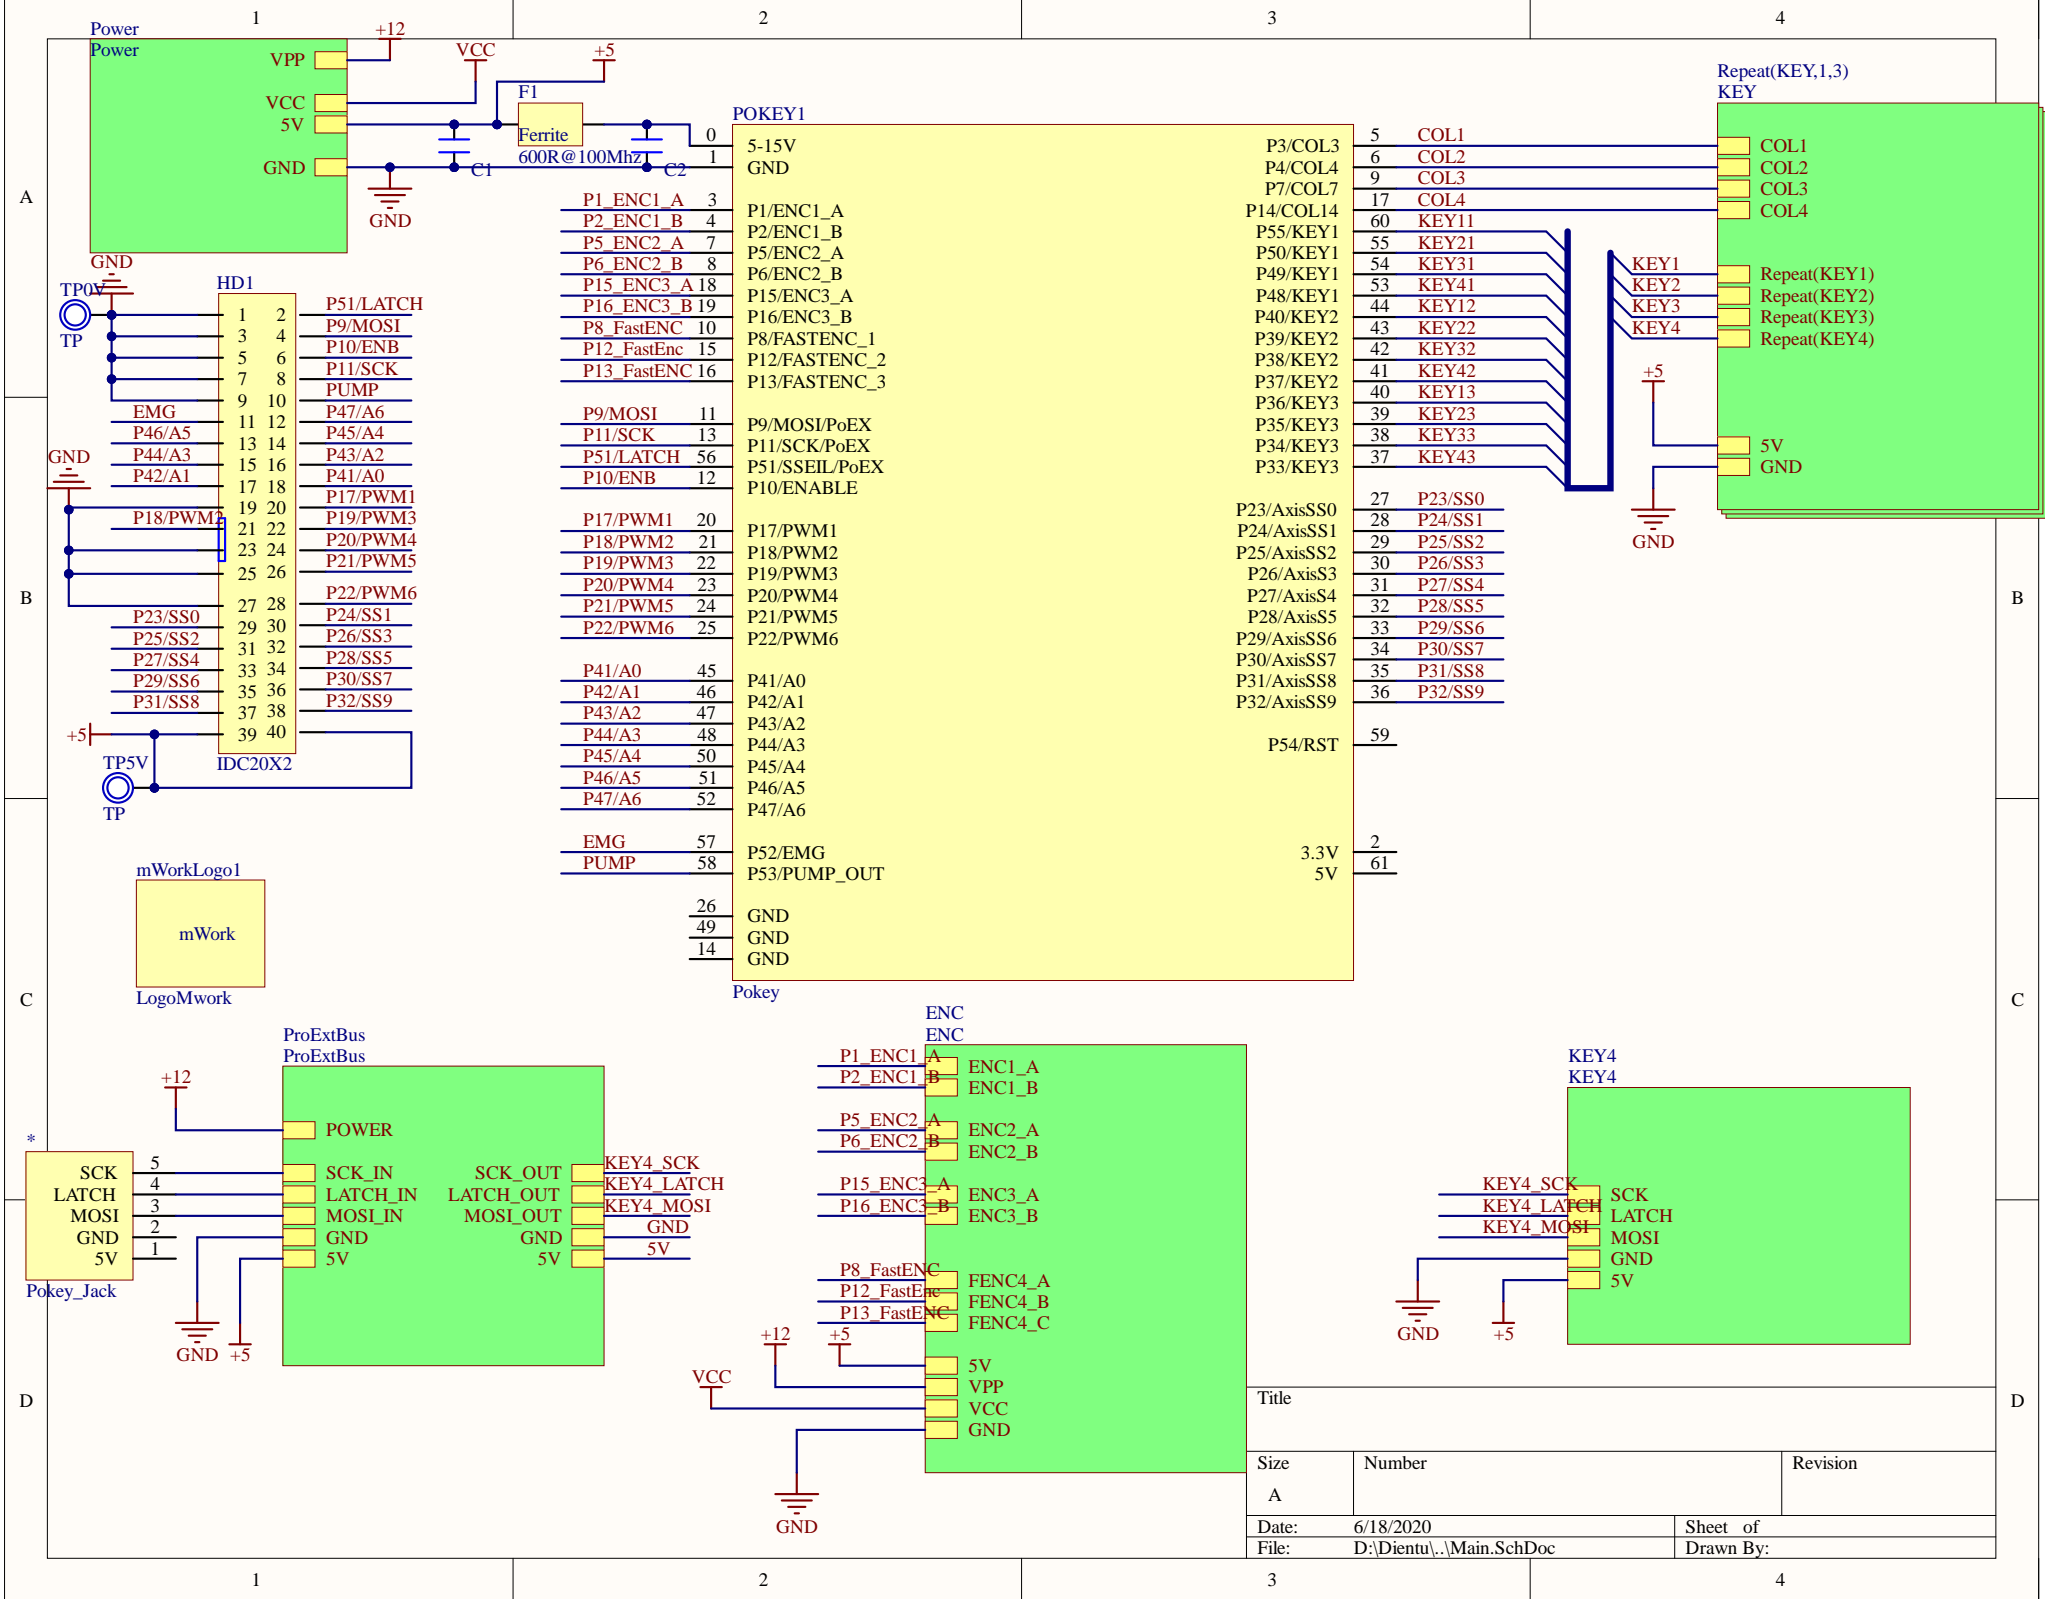 1 2 3 4
A B C D
A B C D
1 2 3 4
Power
Power
VPP
VCC
5V
GND
+12
VCC
+5
F1
Ferrite
600R@100Mhz
C1
C2
GND
GND
TP0V
TP
HD1
1 2 P51/LATCH
3 4 P9/MOSI
5 6 P10/ENB
7 8 P11/SCK
9 10 PUMP
EMG 11 12 P47/A6
P46/A5 13 14 P45/A4
P44/A3 15 16 P43/A2
P42/A1 17 18 P41/A0
GND
19 20 P17/PWM1
P18/PWM2 21 22 P19/PWM3
23 24 P20/PWM4
25 26 P21/PWM5
27 28 P22/PWM6
P23/SS0 29 30 P24/SS1
P25/SS2 31 32 P26/SS3
P27/SS4 33 34 P28/SS5
P29/SS6 35 36 P30/SS7
P31/SS8 37 38 P32/SS9
+5 39 40
IDC20X2
TP5V
TP
mWorkLogo1
mWork
LogoMwork
POKEY1
0 5-15V
1 GND
P1_ENC1_A 3 P1/ENC1_A
P2_ENC1_B 4 P2/ENC1_B
P5_ENC2_A 7 P5/ENC2_A
P6_ENC2_B 8 P6/ENC2_B
P15_ENC3_A 18 P15/ENC3_A
P16_ENC3_B 19 P16/ENC3_B
P8_FastENC 10 P8/FASTENC_1
P12_FastEnc 15 P12/FASTENC_2
P13_FastENC 16 P13/FASTENC_3
P9/MOSI 11 P9/MOSI/PoEX
P11/SCK 13 P11/SCK/PoEX
P51/LATCH 56 P51/SSEIL/PoEX
P10/ENB 12 P10/ENABLE
P17/PWM1 20 P17/PWM1
P18/PWM2 21 P18/PWM2
P19/PWM3 22 P19/PWM3
P20/PWM4 23 P20/PWM4
P21/PWM5 24 P21/PWM5
P22/PWM6 25 P22/PWM6
P41/A0 45 P41/A0
P42/A1 46 P42/A1
P43/A2 47 P43/A2
P44/A3 48 P44/A3
P45/A4 50 P45/A4
P46/A5 51 P46/A5
P47/A6 52 P47/A6
EMG 57 P52/EMG
PUMP 58 P53/PUMP_OUT
26 GND
49 GND
14 GND
Pokey
P3/COL3 5 COL1
P4/COL4 6 COL2
P7/COL7 9 COL3
P14/COL14 17 COL4
P55/KEY1 60 KEY11
P50/KEY1 55 KEY21
P49/KEY1 54 KEY31
P48/KEY1 53 KEY41
P40/KEY2 44 KEY12
P39/KEY2 43 KEY22
P38/KEY2 42 KEY32
P37/KEY2 41 KEY42
P36/KEY3 40 KEY13
P35/KEY3 39 KEY23
P34/KEY3 38 KEY33
P33/KEY3 37 KEY43
P23/AxisSS0 27 P23/SS0
P24/AxisSS1 28 P24/SS1
P25/AxisSS2 29 P25/SS2
P26/AxisS3 30 P26/SS3
P27/AxisS4 31 P27/SS4
P28/AxisS5 32 P28/SS5
P29/AxisSS6 33 P29/SS6
P30/AxisSS7 34 P30/SS7
P31/AxisSS8 35 P31/SS8
P32/AxisSS9 36 P32/SS9
P54/RST 59
3.3V 2
5V 61
Repeat(KEY,1,3)
KEY
COL1
COL2
COL3
COL4
KEY1 Repeat(KEY1)
KEY2 Repeat(KEY2)
KEY3 Repeat(KEY3)
KEY4 Repeat(KEY4)
+5
5V
GND
GND
ProExtBus
ProExtBus
+12
POWER
*
SCK 5 SCK_IN SCK_OUT KEY4_SCK
LATCH 4 LATCH_IN LATCH_OUT KEY4_LATCH
MOSI 3 MOSI_IN MOSI_OUT KEY4_MOSI
GND 2 GND GND GND
5V 1 5V 5V 5V
Pokey_Jack
GND +5
ENC
ENC
P1_ENC1_A ENC1_A
P2_ENC1_B ENC1_B
P5_ENC2_A ENC2_A
P6_ENC2_B ENC2_B
P15_ENC3_A ENC3_A
P16_ENC3_B ENC3_B
P8_FastENC FENC4_A
P12_FastEnc FENC4_B
P13_FastENC FENC4_C
+12 +5
5V
VPP
VCC VCC
GND
GND
KEY4
KEY4
KEY4_SCK SCK
KEY4_LATCH LATCH
KEY4_MOSI MOSI
GND
5V
GND +5
Title
Size Number Revision
A
Date: 6/18/2020 Sheet of
File: D:\Dientu\..\Main.SchDoc Drawn By: